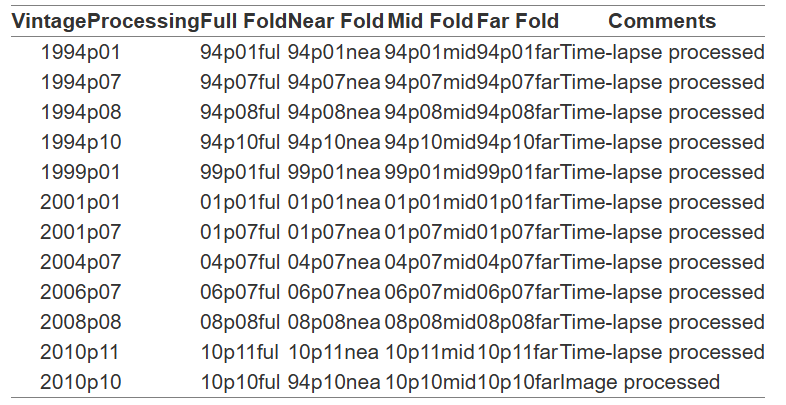 Vintage Processing Full Fold Near Fold Mid Fold Far Fold Comments
1994 p01 94p01ful 94p01nea 94p01mid 94p01far Time-lapse processed
1994 p07 94p07ful 94p07nea 94p07mid 94p07far Time-lapse processed
1994 p08 94p08ful 94p08nea 94p08mid 94p08far Time-lapse processed
1994 p10 94p10ful 94p10nea 94p10mid 94p10far Time-lapse processed
1999 p01 99p01ful 99p01nea 99p01mid 99p01far Time-lapse processed
2001 p01 01p01ful 01p01nea 01p01mid 01p01far Time-lapse processed
2001 p07 01p07ful 01p07nea 01p07mid 01p07far Time-lapse processed
2004 p07 04p07ful 04p07nea 04p07mid 04p07far Time-lapse processed
2006 p07 06p07ful 06p07nea 06p07mid 06p07far Time-lapse processed
2008 p08 08p08ful 08p08nea 08p08mid 08p08far Time-lapse processed
2010 p11 10p11ful 10p11nea 10p11mid 10p11far Time-lapse processed
2010 p10 10p10ful 94p10nea 10p10mid 10p10far Image processed